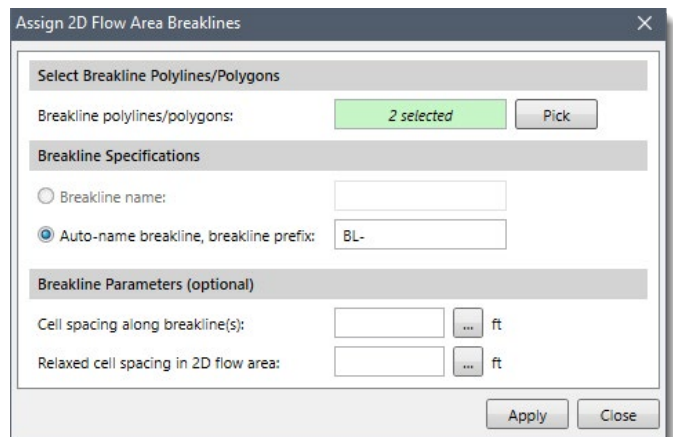 Assign 2D Flow Area Breaklines
Select Breakline Polylines/Polygons
Breakline polylines/polygons: 2 selected Pick
Breakline Specifications
Breakline name:
Auto-name breakline, breakline prefix: BL-
Breakline Parameters (optional)
Cell spacing along breakline(s): ... ft
Relaxed cell spacing in 2D flow area: ... ft
Apply Close